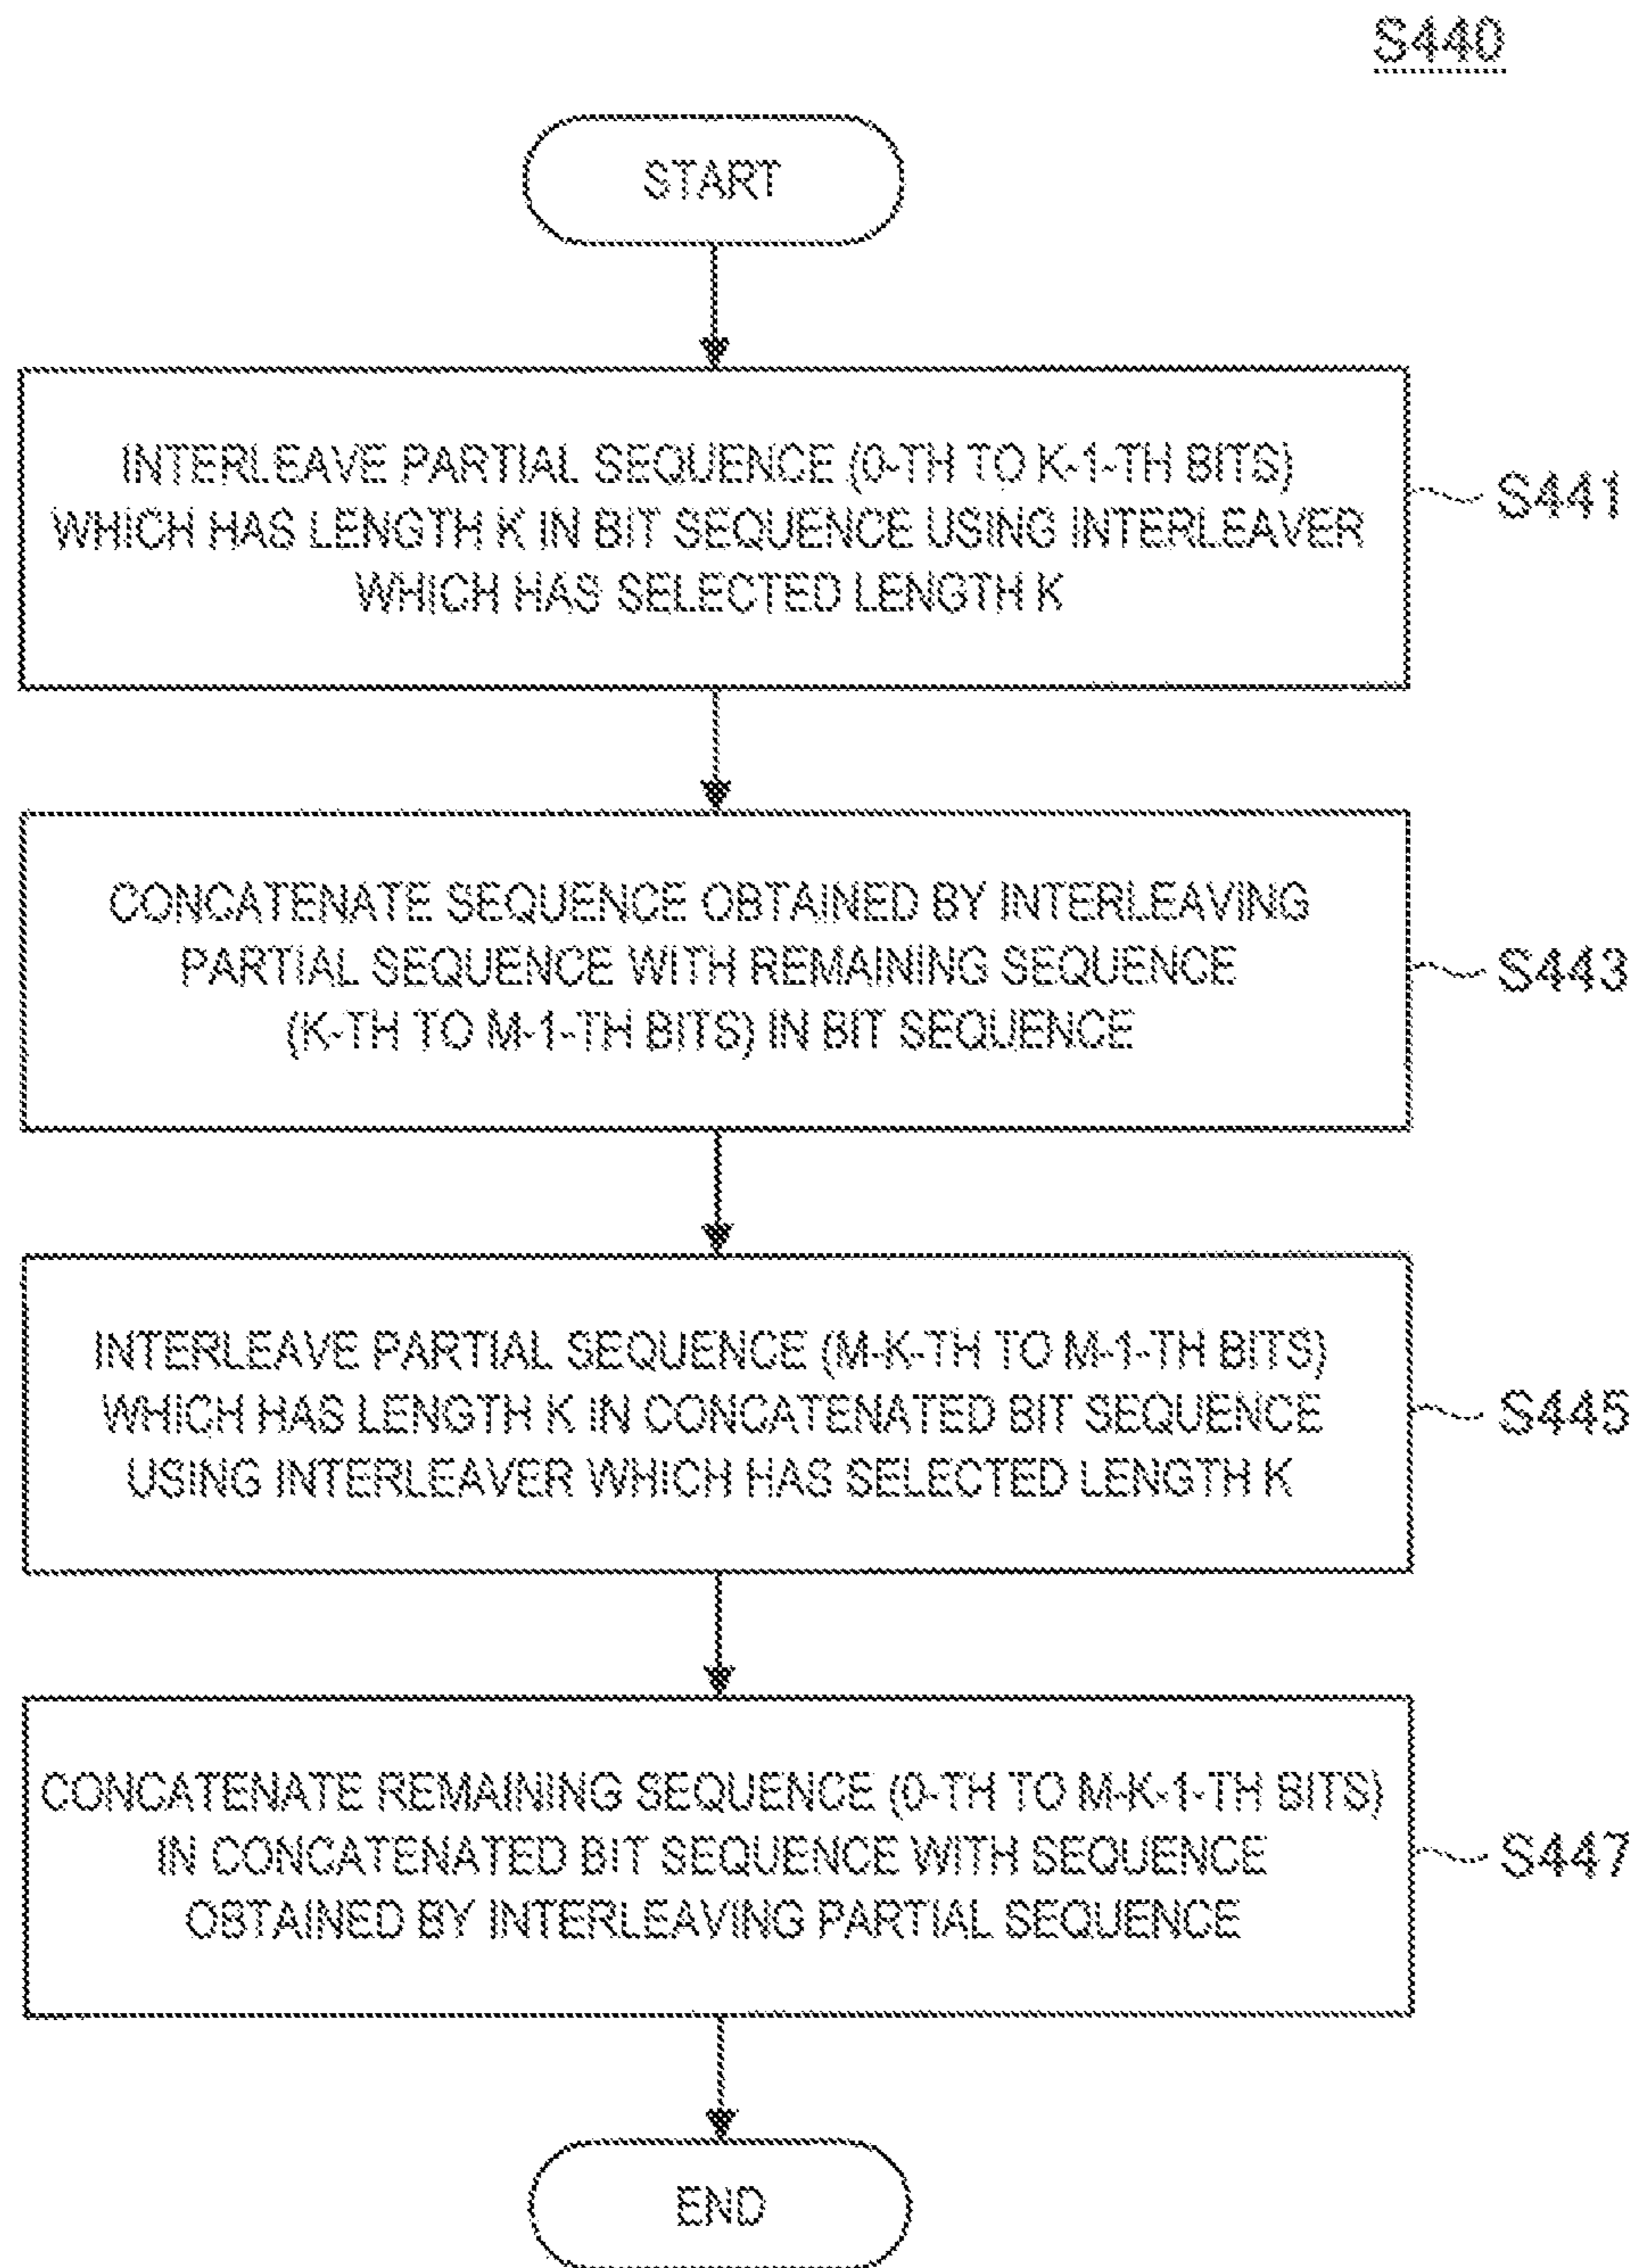 S440
START
INTERLEAVE PARTIAL SEQUENCE (0-TH TO K-1-TH BITS)
WHICH HAS LENGTH K IN BIT SEQUENCE USING INTERLEAVER
WHICH HAS SELECTED LENGTH K
S441
CONCATENATE SEQUENCE OBTAINED BY INTERLEAVING
PARTIAL SEQUENCE WITH REMAINING SEQUENCE
(K-TH TO M-1-TH BITS) IN BIT SEQUENCE
S443
INTERLEAVE PARTIAL SEQUENCE (M-K-TH TO M-1-TH BITS)
WHICH HAS LENGTH K IN CONCATENATED BIT SEQUENCE
USING INTERLEAVER WHICH HAS SELECTED LENGTH K
S445
CONCATENATE REMAINING SEQUENCE (0-TH TO M-K-1-TH BITS)
IN CONCATENATED BIT SEQUENCE WITH SEQUENCE
OBTAINED BY INTERLEAVING PARTIAL SEQUENCE
S447
END